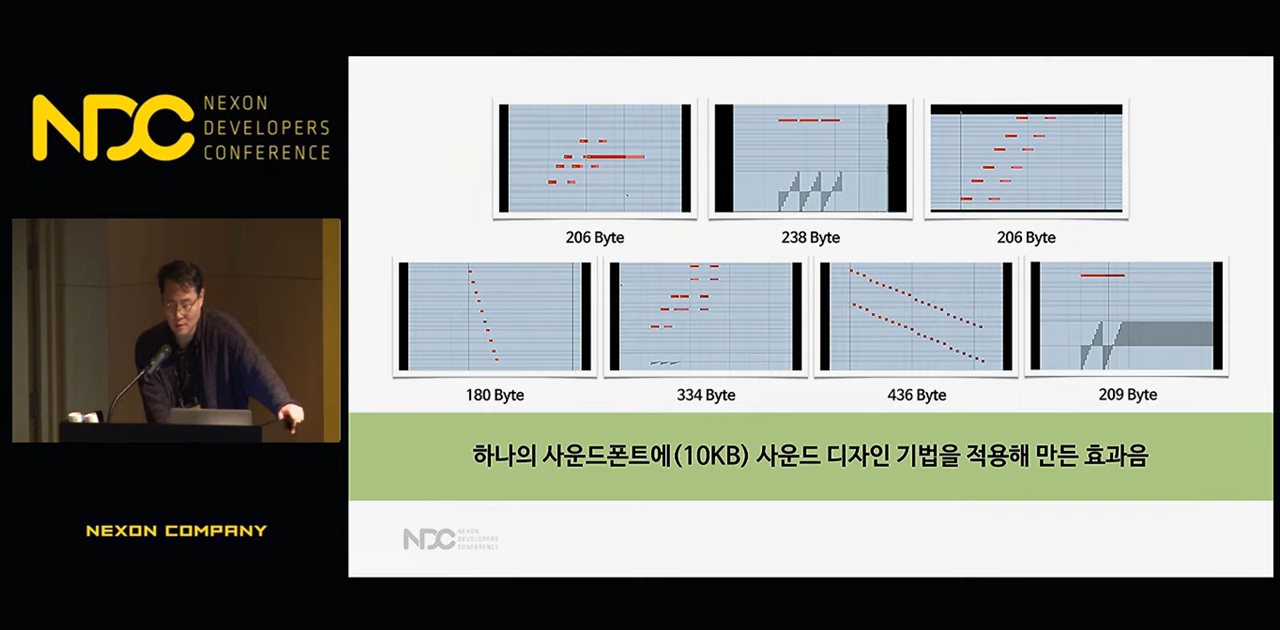 NDC
NEXON
DEVELOPERS
CONFERENCE
206 Byte
238 Byte
206 Byte
180 Byte
334 Byte
436 Byte
209 Byte
하나의 사운드폰트에(10KB) 사운드 디자인 기법을 적용해 만든 효과음
NEXON COMPANY
NDC
NEXON
DEVELOPERS
CONFERENCE